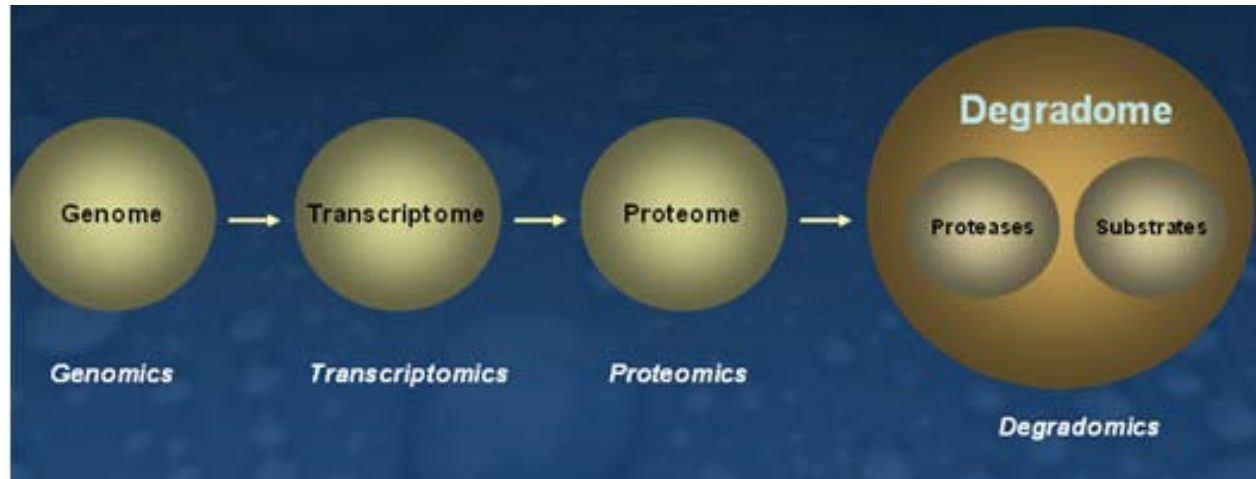 Degradome
Genome
Transcriptome
Proteome
Proteases
Substrates
Genomics
Transcriptomics
Proteomics
Degradomics